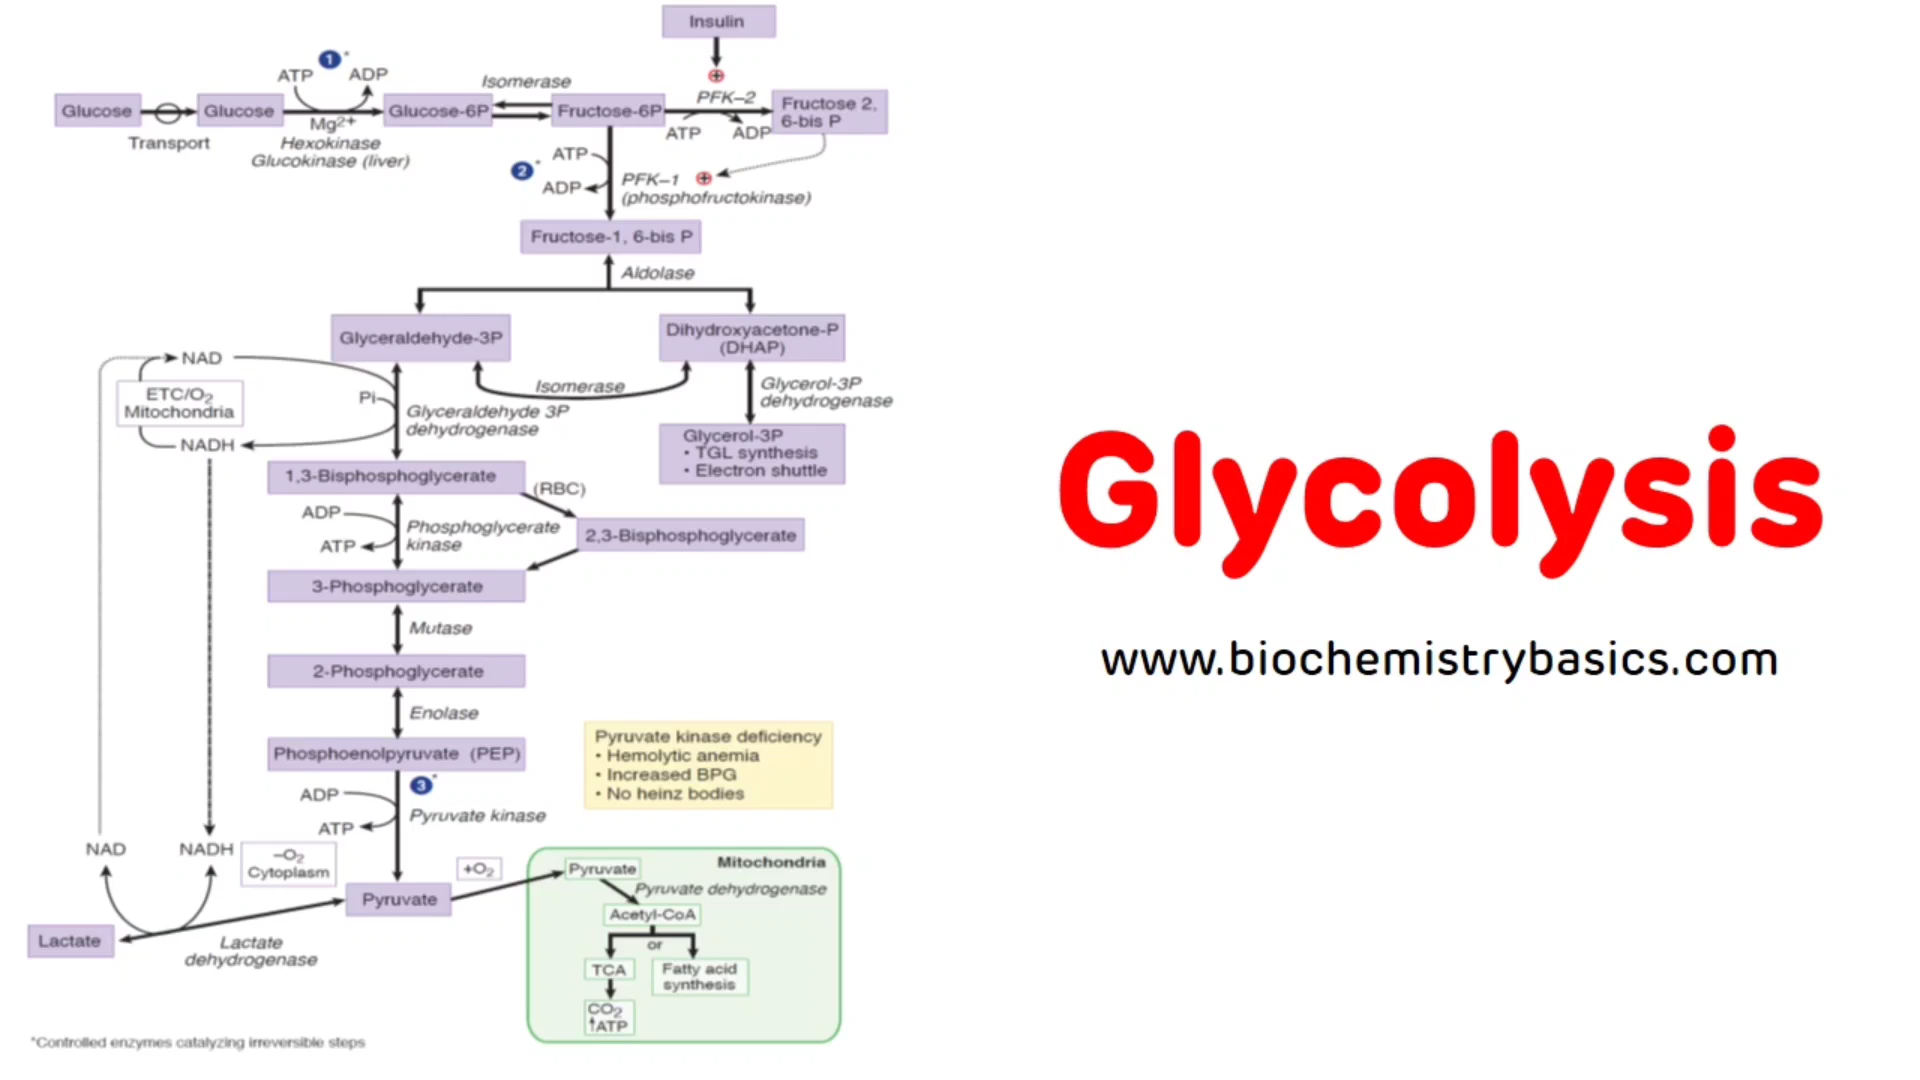 Insulin
PFK–2
Fructose 2,
6-bis P
ATP
ADP
1*
ATP
ADP
Isomerase
Glucose
Transport
Glucose
Mg2+
Hexokinase
Glucokinase (liver)
Glucose-6P
Fructose-6P
2*
ATP
ADP
PFK–1
(phosphofructokinase)
Fructose-1, 6-bis P
Aldolase
Glyceraldehyde-3P
Dihydroxyacetone-P
(DHAP)
Isomerase
Glycerol-3P
dehydrogenase
Glycerol-3P
• TGL synthesis
• Electron shuttle
NAD
ETC/O2
Mitochondria
NADH
Pi
Glyceraldehyde 3P
dehydrogenase
1,3-Bisphosphoglycerate
(RBC)
2,3-Bisphosphoglycerate
ADP
ATP
Phosphoglycerate
kinase
3-Phosphoglycerate
Mutase
2-Phosphoglycerate
Enolase
Phosphoenolpyruvate (PEP)
3*
ADP
ATP
Pyruvate kinase
Pyruvate kinase deficiency
• Hemolytic anemia
• Increased BPG
• No heinz bodies
NAD
NADH
–O2
Cytoplasm
Pyruvate
+O2
Lactate
Lactate
dehydrogenase
Mitochondria
Pyruvate
Pyruvate dehydrogenase
Acetyl-CoA
or
TCA
Fatty acid
synthesis
CO2
↑ATP
*Controlled enzymes catalyzing irreversible steps
Glycolysis
www.biochemistrybasics.com